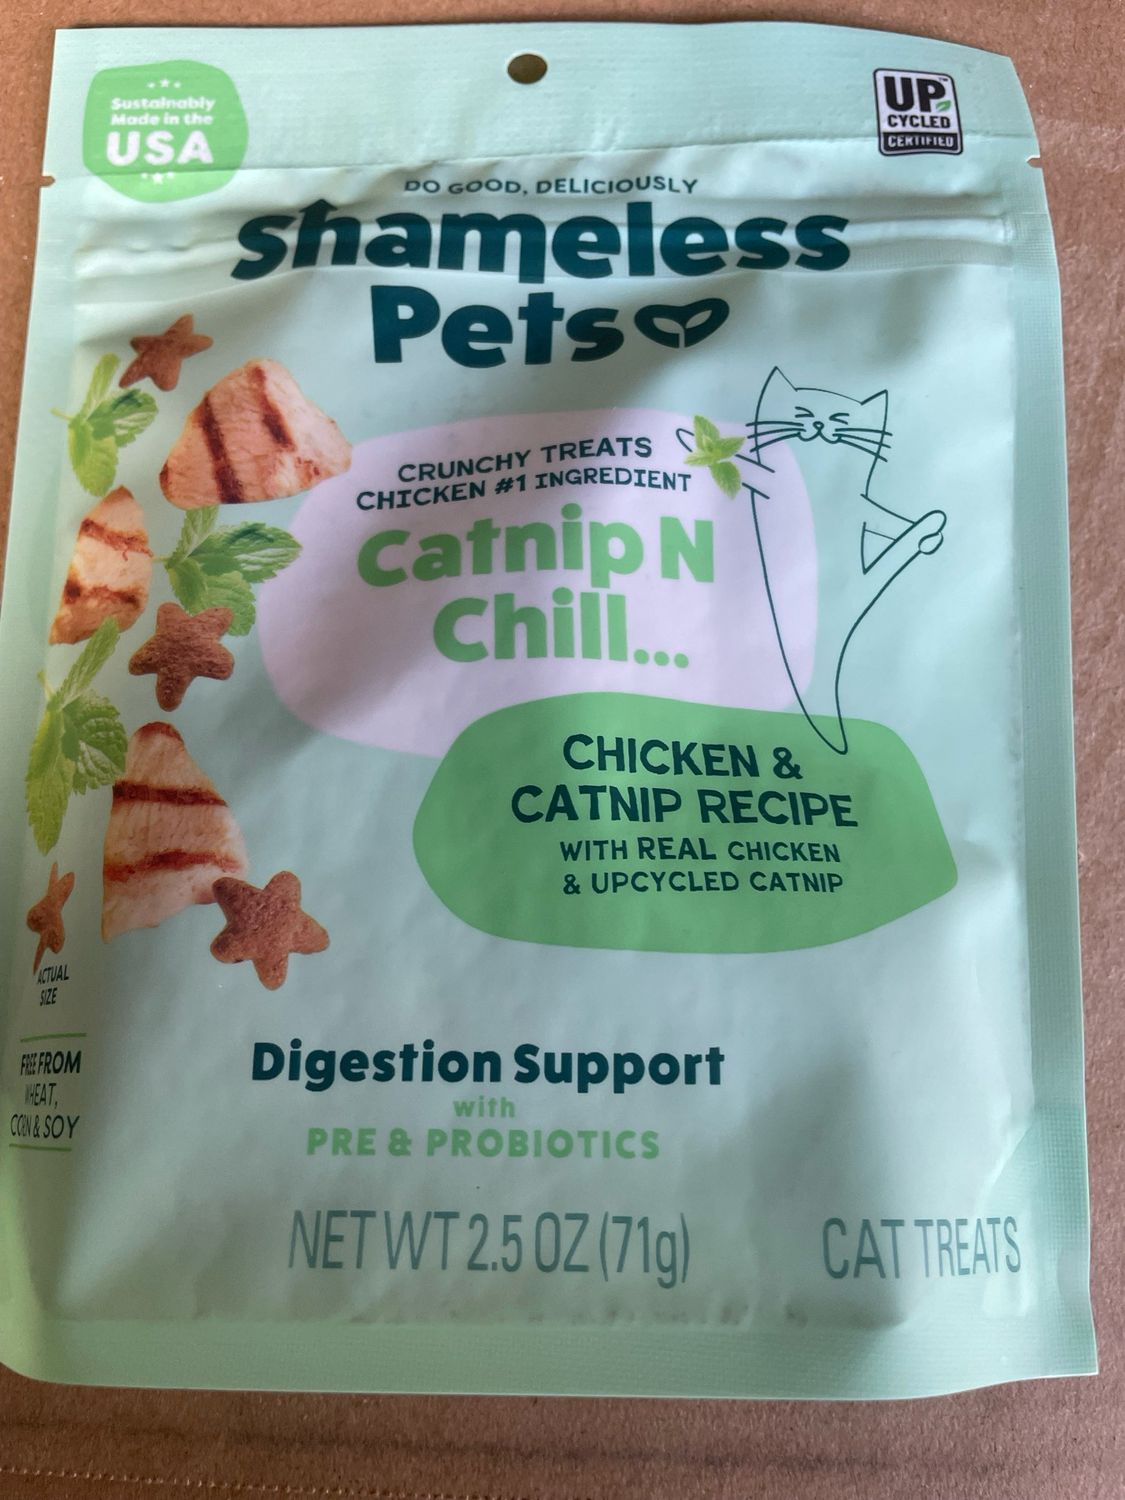 Sustainably
Made in the
USA
UP™
CYCLED
CERTIFIED
DO GOOD, DELICIOUSLY
shameless
Pets
CRUNCHY TREATS
CHICKEN #1 INGREDIENT
Catnip N
Chill...
CHICKEN &
CATNIP RECIPE
WITH REAL CHICKEN
& UPCYCLED CATNIP
ACTUAL
SIZE
FREE FROM
WHEAT,
CORN & SOY
Digestion Support
with
PRE & PROBIOTICS
NET WT 2.5 OZ (71g)
CAT TREATS